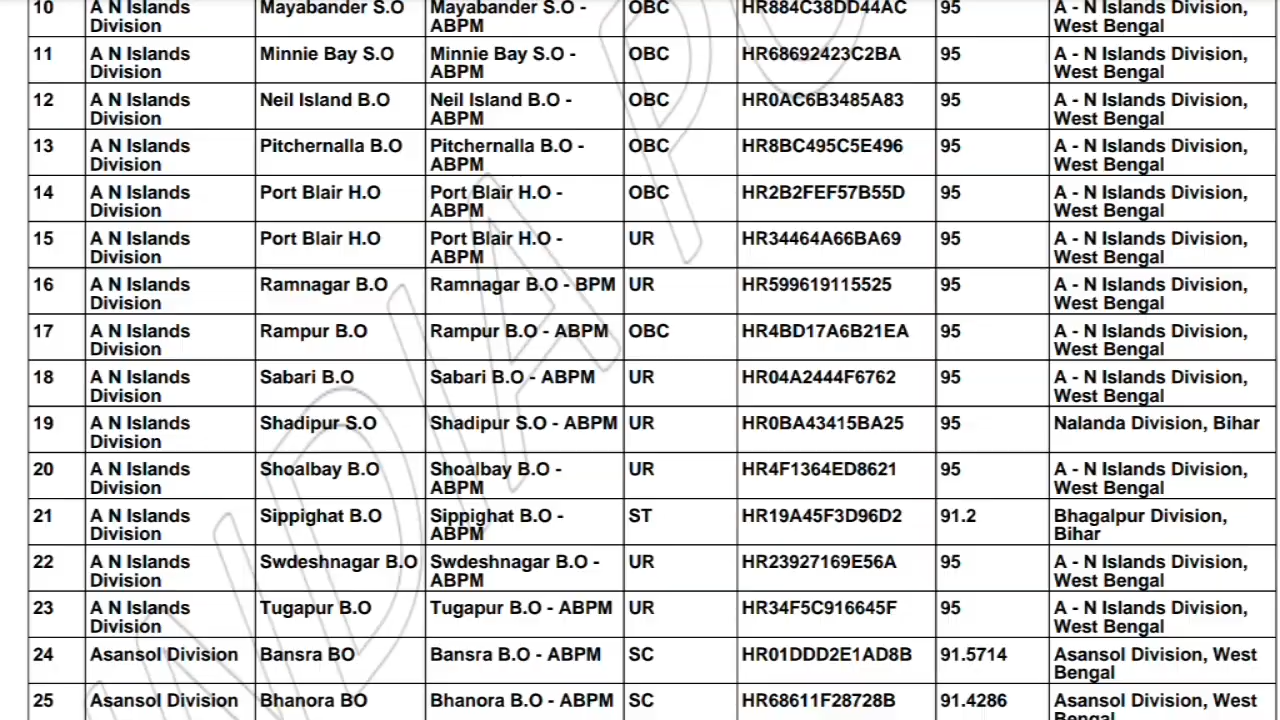 10 A N Islands Mayabander S.O Mayabander S.O - OBC HR884C38DD44AC 95 A - N Islands Division,
Division ABPM West Bengal
11 A N Islands Minnie Bay S.O Minnie Bay S.O - OBC HR68692423C2BA 95 A - N Islands Division,
Division ABPM West Bengal
12 A N Islands Neil Island B.O Neil Island B.O - OBC HR0AC6B3485A83 95 A - N Islands Division,
Division ABPM West Bengal
13 A N Islands Pitchernalla B.O Pitchernalla B.O - OBC HR8BC495C5E496 95 A - N Islands Division,
Division ABPM West Bengal
14 A N Islands Port Blair H.O Port Blair H.O - OBC HR2B2FEF57B55D 95 A - N Islands Division,
Division ABPM West Bengal
15 A N Islands Port Blair H.O Port Blair H.O - UR HR34464A66BA69 95 A - N Islands Division,
Division ABPM West Bengal
16 A N Islands Ramnagar B.O Ramnagar B.O - BPM UR HR599619115525 95 A - N Islands Division,
Division West Bengal
17 A N Islands Rampur B.O Rampur B.O - ABPM OBC HR4BD17A6B21EA 95 A - N Islands Division,
Division West Bengal
18 A N Islands Sabari B.O Sabari B.O - ABPM UR HR04A2444F6762 95 A - N Islands Division,
Division West Bengal
19 A N Islands Shadipur S.O Shadipur S.O - ABPM UR HR0BA43415BA25 95 Nalanda Division, Bihar
Division
20 A N Islands Shoalbay B.O Shoalbay B.O - UR HR4F1364ED8621 95 A - N Islands Division,
Division ABPM West Bengal
21 A N Islands Sippighat B.O Sippighat B.O - ST HR19A45F3D96D2 91.2 Bhagalpur Division,
Division ABPM Bihar
22 A N Islands Swdeshnagar B.O Swdeshnagar B.O - UR HR23927169E56A 95 A - N Islands Division,
Division ABPM West Bengal
23 A N Islands Tugapur B.O Tugapur B.O - ABPM UR HR34F5C916645F 95 A - N Islands Division,
Division West Bengal
24 Asansol Division Bansra BO Bansra B.O - ABPM SC HR01DDD2E1AD8B 91.5714 Asansol Division, West
Bengal
25 Asansol Division Bhanora BO Bhanora B.O - ABPM SC HR68611F28728B 91.4286 Asansol Division, West
Bengal
INDIA PO